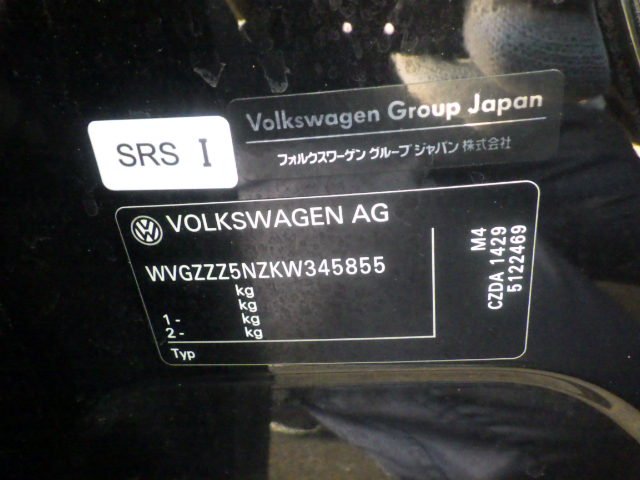 Volkswagen Group Japan
フォルクスワーゲン グループ ジャパン 株式会社
SRS I
VOLKSWAGEN AG
WVGZZZ5NZKW345855
kg
kg
1 - kg
2 - kg
Typ
M4
CZDA 1429
5122469